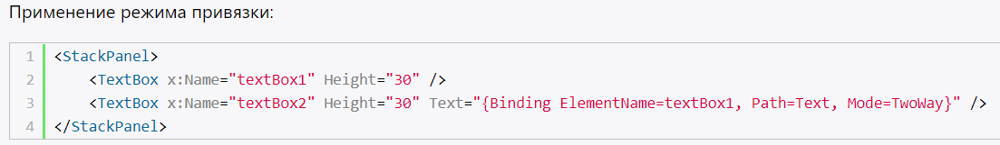 Применение режима привязки:
1 <StackPanel>
2     <TextBox x:Name="textBox1" Height="30" />
3     <TextBox x:Name="textBox2" Height="30" Text="{Binding ElementName=textBox1, Path=Text, Mode=TwoWay}" />
4 </StackPanel>